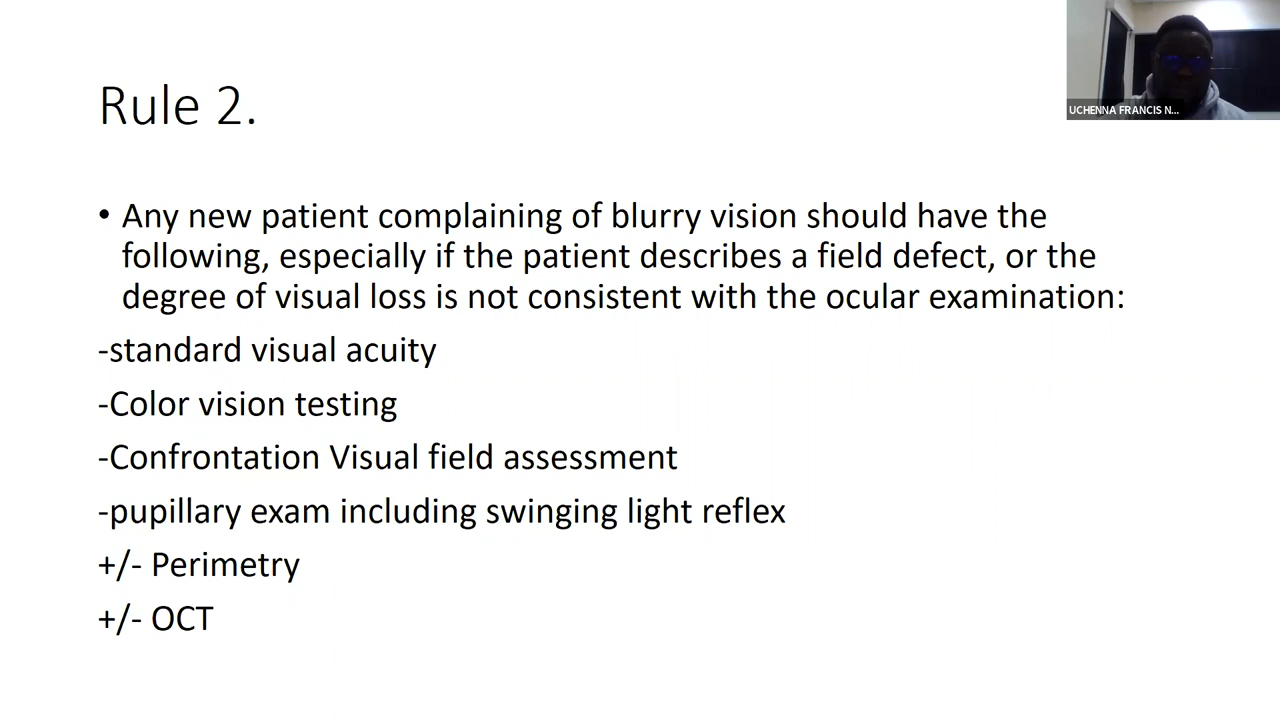 UCHENNA FRANCIS N...
Rule 2.
• Any new patient complaining of blurry vision should have the
following, especially if the patient describes a field defect, or the
degree of visual loss is not consistent with the ocular examination:
-standard visual acuity
-Color vision testing
-Confrontation Visual field assessment
-pupillary exam including swinging light reflex
+/- Perimetry
+/- OCT